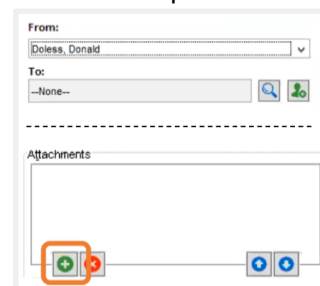 From:
Doless, Donald
To:
--None--
Attachments